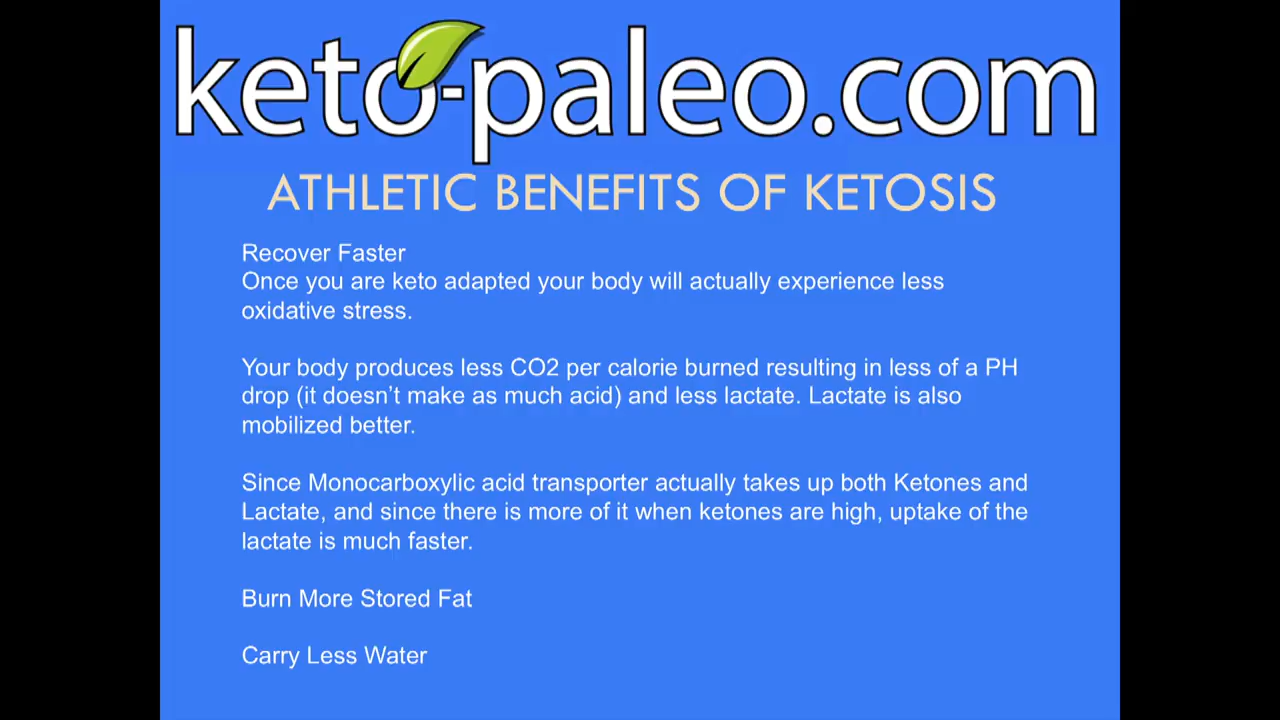 keto-paleo.com
ATHLETIC BENEFITS OF KETOSIS
Recover Faster
Once you are keto adapted your body will actually experience less
oxidative stress.
Your body produces less CO2 per calorie burned resulting in less of a PH
drop (it doesn’t make as much acid) and less lactate. Lactate is also
mobilized better.
Since Monocarboxylic acid transporter actually takes up both Ketones and
Lactate, and since there is more of it when ketones are high, uptake of the
lactate is much faster.
Burn More Stored Fat
Carry Less Water